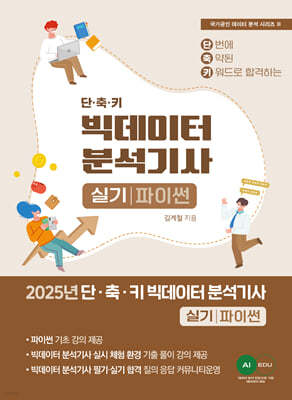 국가공인 데이터 분석 시리즈 Ⅲ
단 번에
축 약된
키 워드로 합격하는
단·축·키
빅데이터
분석기사
실기|파이썬
김계철 지음
2025년 단·축·키 빅데이터 분석기사
실기|파이썬
• 파이썬 기초 강의 제공
• 빅데이터 분석기사 실시 체험 환경 기출 풀이 강의 제공
• 빅데이터 분석기사 필기·실기 합격 질의 응답 커뮤니티운영
AI EDU